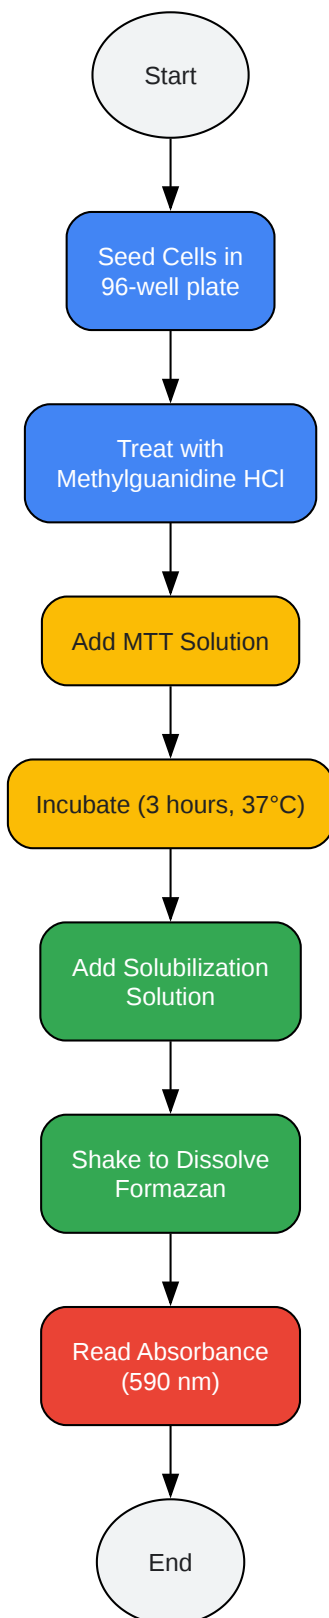 Start
Seed Cells in
96-well plate
Treat with
Methylguanidine HCl
Add MTT Solution
Incubate (3 hours, 37°C)
Add Solubilization
Solution
Shake to Dissolve
Formazan
Read Absorbance
(590 nm)
End